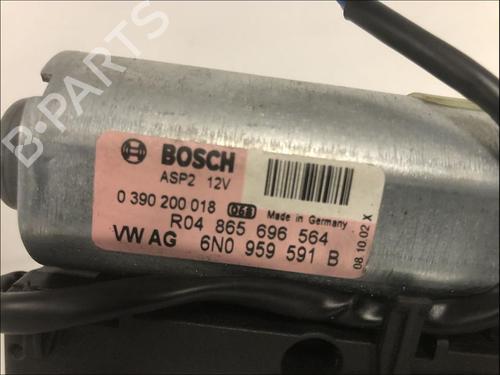 B-PARTS
BOSCH
ASP2 12V
0 390 200 018 068 Made in Germany
R04 865 696 564
VW AG 6N0 959 591 B
08.10.02 X